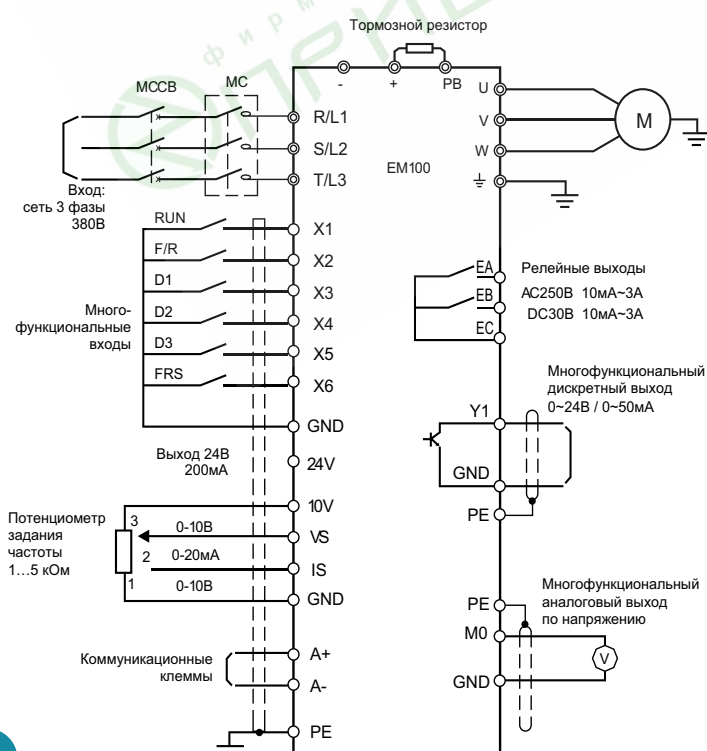 фирм
ПРИБ
Тормозной резистор
- + PB
MCCB MC
R/L1
S/L2
T/L3
EM100
U
V
W
M
Вход:
сеть 3 фазы
380В
RUN X1
F/R X2
D1 X3
D2 X4
D3 X5
FRS X6
Много-
функциональные
входы
GND
Выход 24В
200мА
24V
10V
Потенциометр
задания
частоты
1...5 кОм
3
2
1
0-10В VS
0-20мА IS
0-10В
GND
Коммуникационные
клеммы
A+
A-
PE
EA
EB
EC
Релейные выходы
AC250В 10мА~3А
DC30В 10мА~3А
Многофункциональный
дискретный выход
0~24В / 0~50мА
Y1
GND
PE
Многофункциональный
аналоговый выход
по напряжению
PE
M0
V
GND